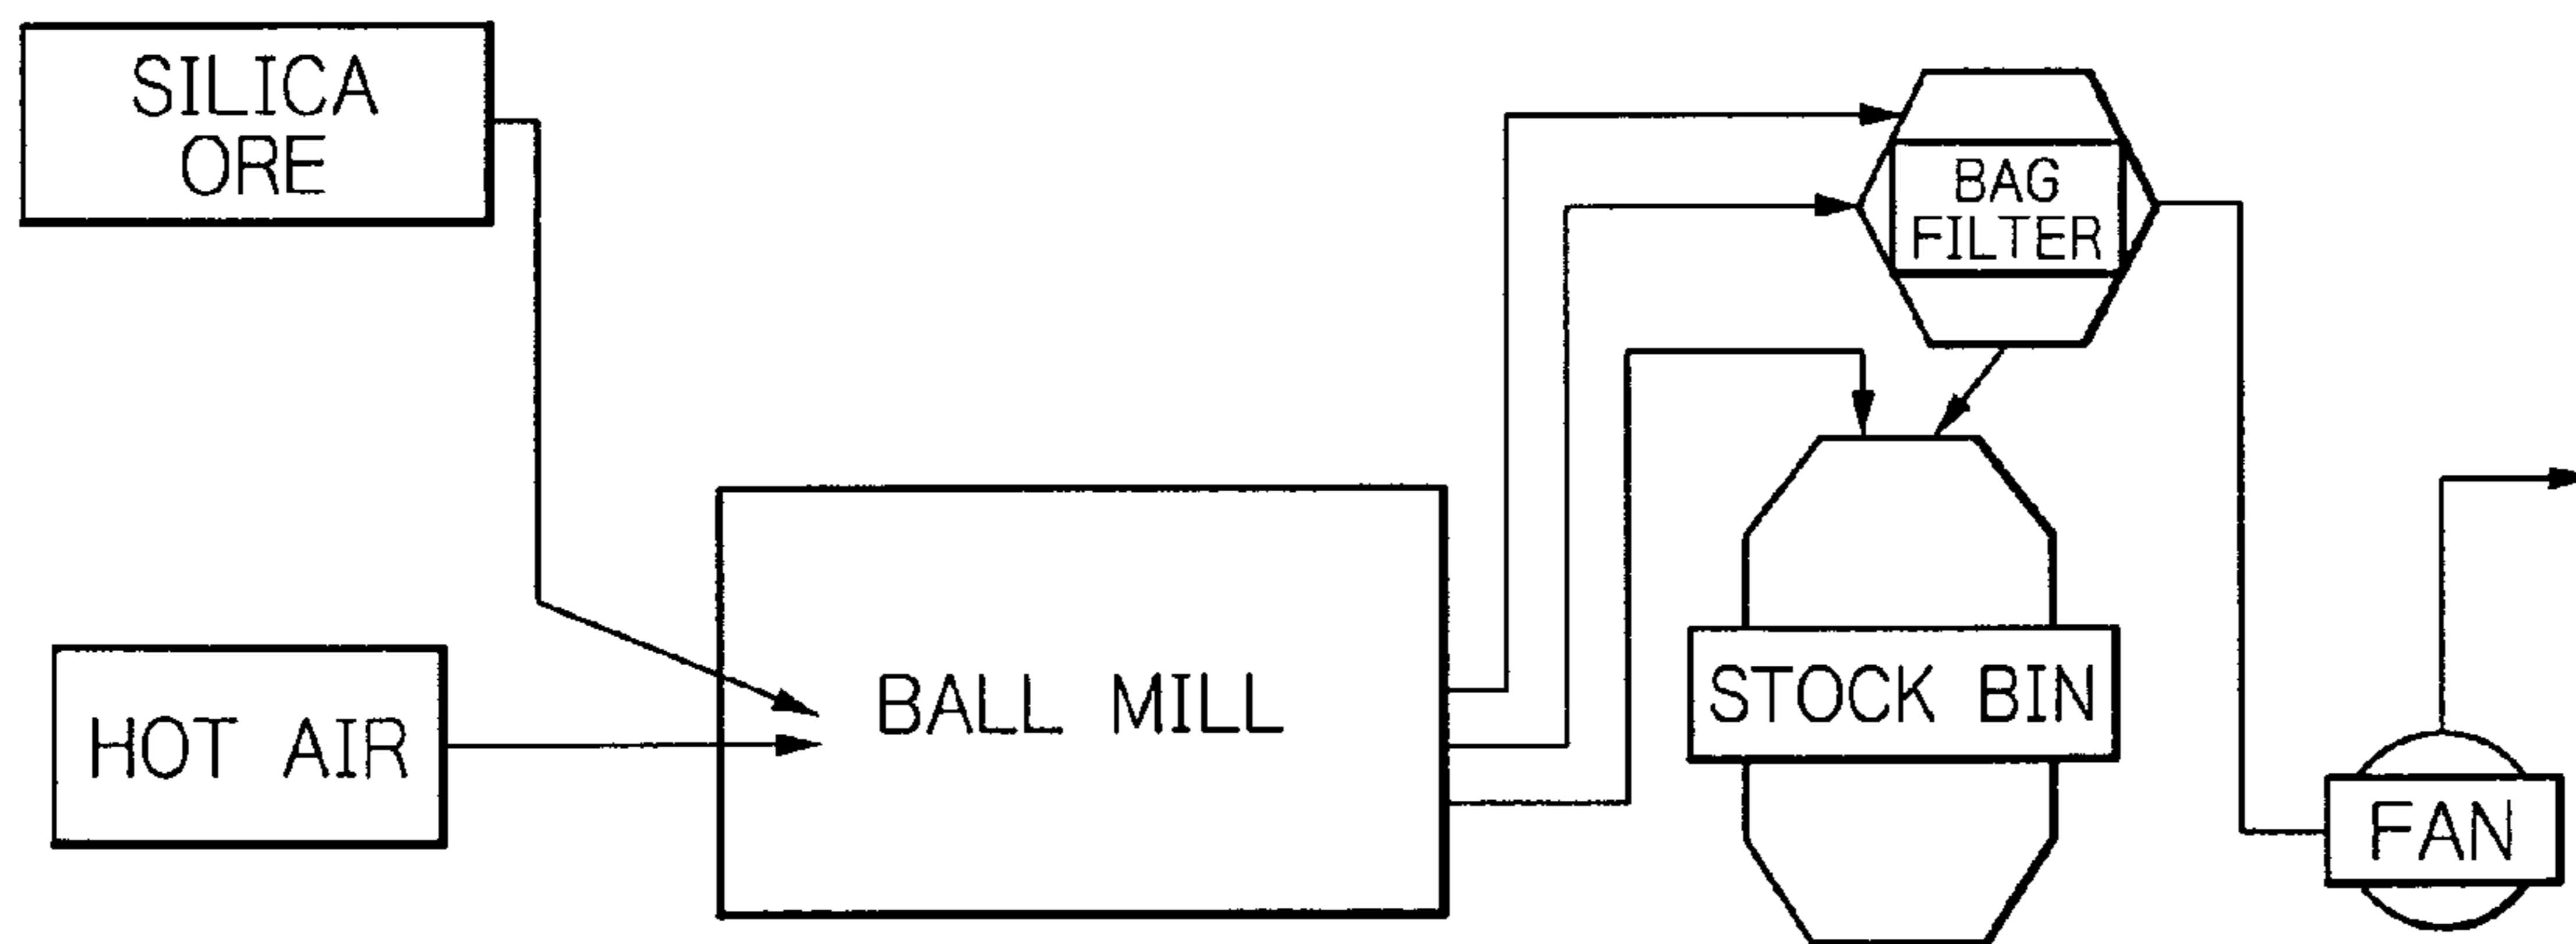 SILICA
ORE
BAG
FILTER
HOT AIR
BALL MILL
STOCK BIN
FAN